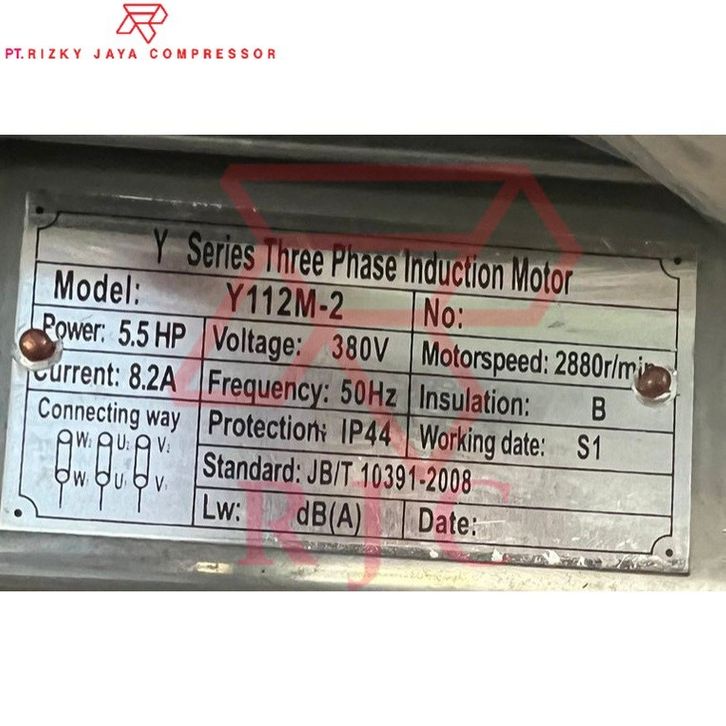 PT.RIZKY JAYA COMPRESSOR
Y Series Three Phase Induction Motor
Model: Y112M-2 No:
Power: 5.5 HP Voltage: 380V Motorspeed: 2880r/min
Current: 8.2A Frequency: 50Hz Insulation: B
Connecting way Protection: IP44 Working date: S1
W₂ U₂ V₂
W₁ U₁ V₁
Standard: JB/T 10391-2008
Lw: dB(A) Date:
RJC